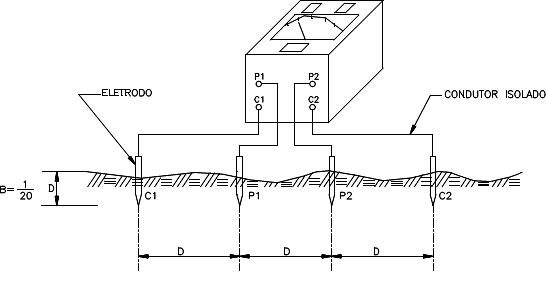 P1 P2
C1 C2
ELETRODO
CONDUTOR ISOLADO
B= 1/20 D
C1 P1 P2 C2
D D D